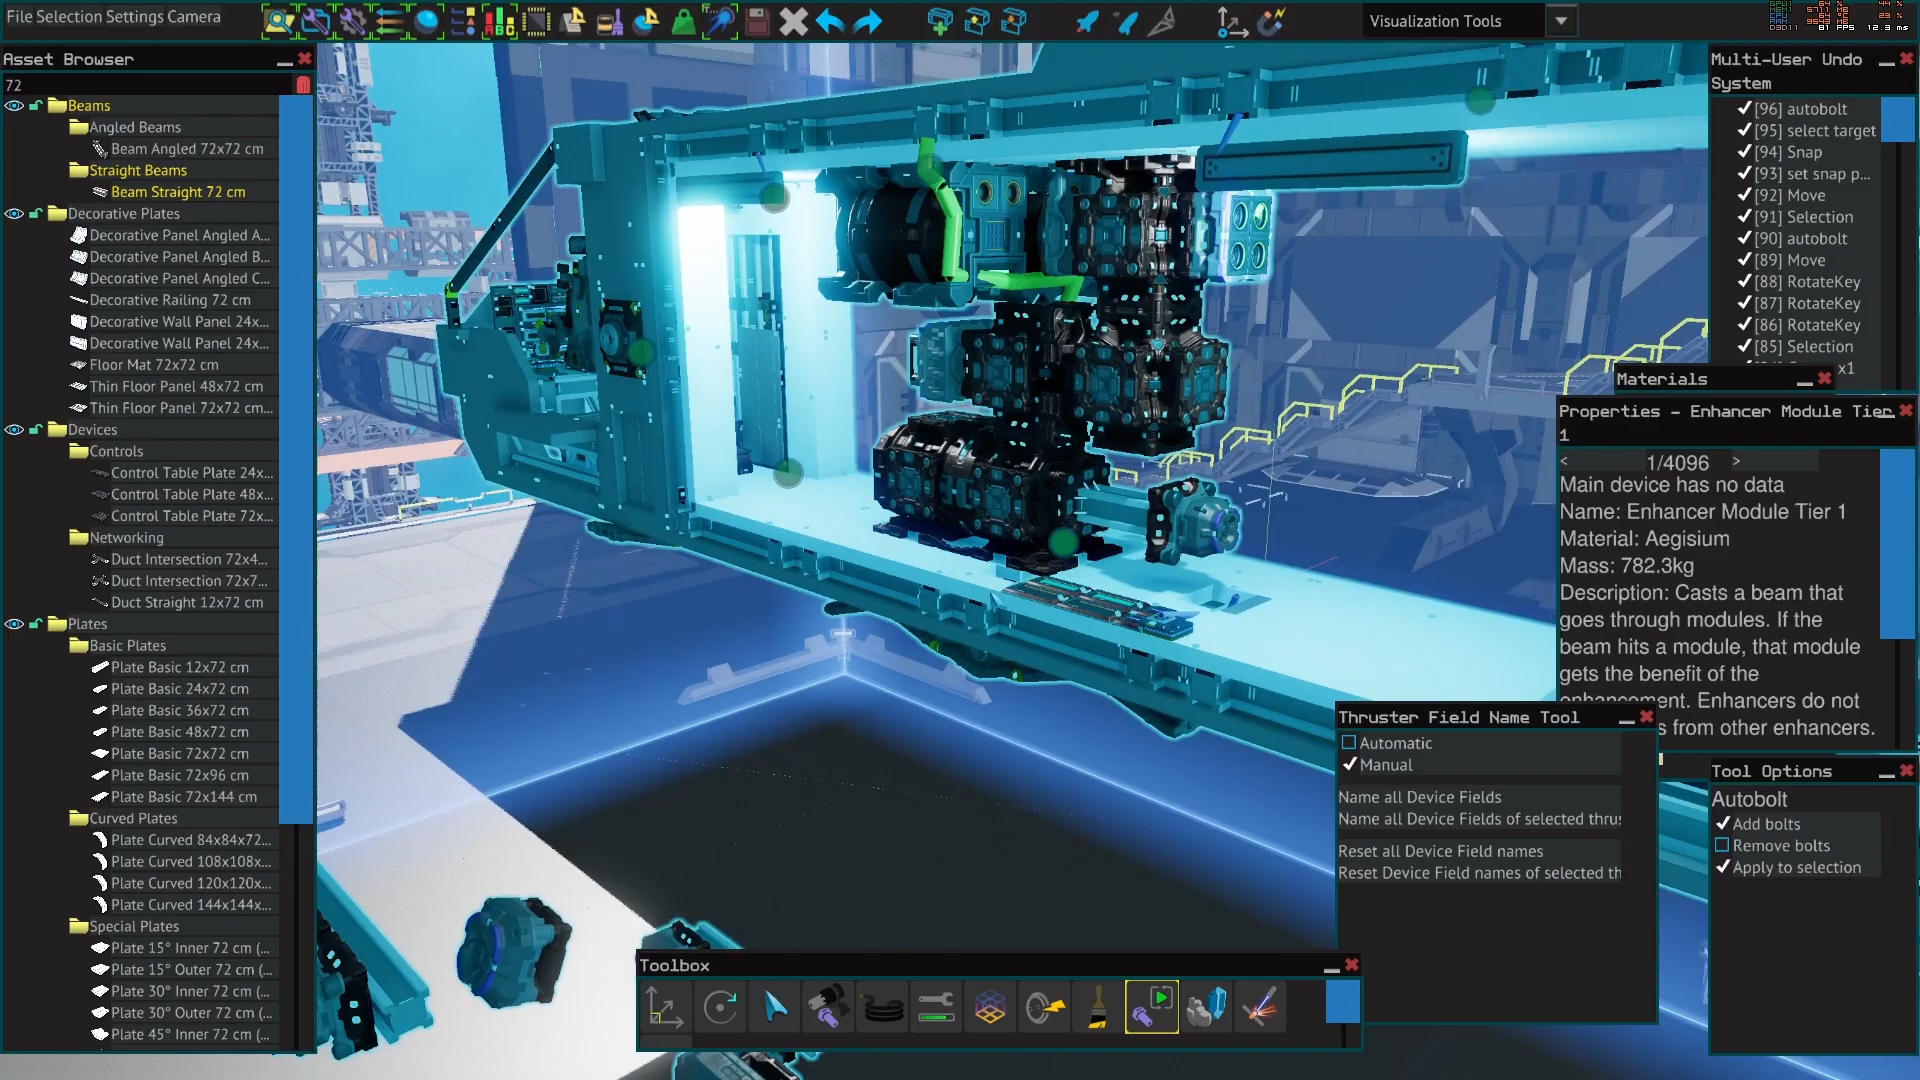 File Selection Settings Camera
Visualization Tools
Asset Browser
72
Beams
Angled Beams
Beam Angled 72x72 cm
Straight Beams
Beam Straight 72 cm
Decorative Plates
Decorative Panel Angled A...
Decorative Panel Angled B...
Decorative Panel Angled C...
Decorative Railing 72 cm
Decorative Wall Panel 24x...
Decorative Wall Panel 24x...
Floor Mat 72x72 cm
Thin Floor Panel 48x72 cm
Thin Floor Panel 72x72 cm...
Devices
Controls
Control Table Plate 24x...
Control Table Plate 48x...
Control Table Plate 72x...
Networking
Duct Intersection 72x4...
Duct Intersection 72x7...
Duct Straight 12x72 cm
Plates
Basic Plates
Plate Basic 12x72 cm
Plate Basic 24x72 cm
Plate Basic 36x72 cm
Plate Basic 48x72 cm
Plate Basic 72x72 cm
Plate Basic 72x96 cm
Plate Basic 72x144 cm
Curved Plates
Plate Curved 84x84x72...
Plate Curved 108x108x...
Plate Curved 120x120x...
Plate Curved 144x144x...
Special Plates
Plate 15° Inner 72 cm (...
Plate 15° Outer 72 cm (...
Plate 30° Inner 72 cm (...
Plate 30° Outer 72 cm (...
Plate 45° Inner 72 cm (...
Multi-User Undo
System
[96] autobolt
[95] select target
[94] Snap
[93] set snap p...
[92] Move
[91] Selection
[90] autobolt
[89] Move
[88] RotateKey
[87] RotateKey
[86] RotateKey
[85] Selection
x1
Materials
Properties - Enhancer Module Tier
1
< 1/4096 >
Main device has no data
Name: Enhancer Module Tier 1
Material: Aegisium
Mass: 782.3kg
Description: Casts a beam that
goes through modules. If the
beam hits a module, that module
gets the benefit of the
enhancement. Enhancers do not
s from other enhancers.
Thruster Field Name Tool
Automatic
Manual
Name all Device Fields
Name all Device Fields of selected thrus
Reset all Device Field names
Reset Device Field names of selected th
Tool Options
Autobolt
Add bolts
Remove bolts
Apply to selection
Toolbox